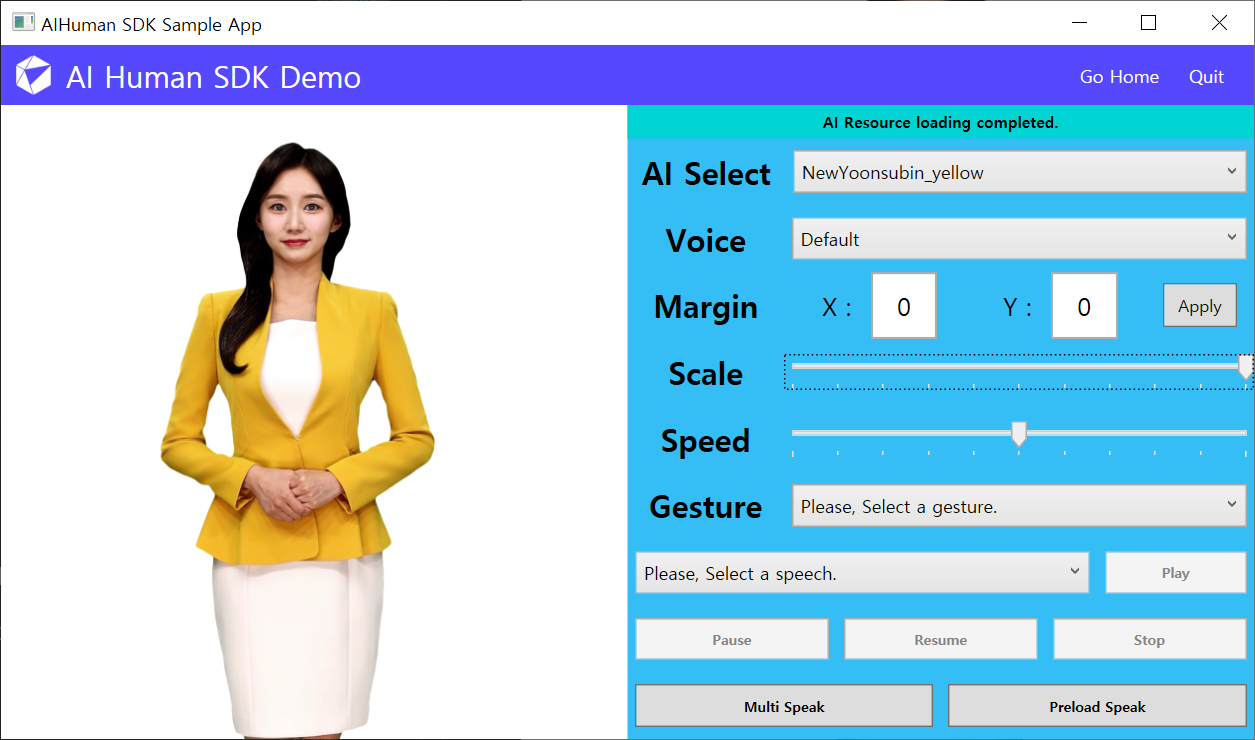 AIHuman SDK Sample App
AI Human SDK Demo
Go Home
Quit
AI Resource loading completed.
AI Select
NewYoonsubin_yellow
Voice
Default
Margin
X :
0
Y :
0
Apply
Scale
Speed
Gesture
Please, Select a gesture.
Please, Select a speech.
Play
Pause
Resume
Stop
Multi Speak
Preload Speak